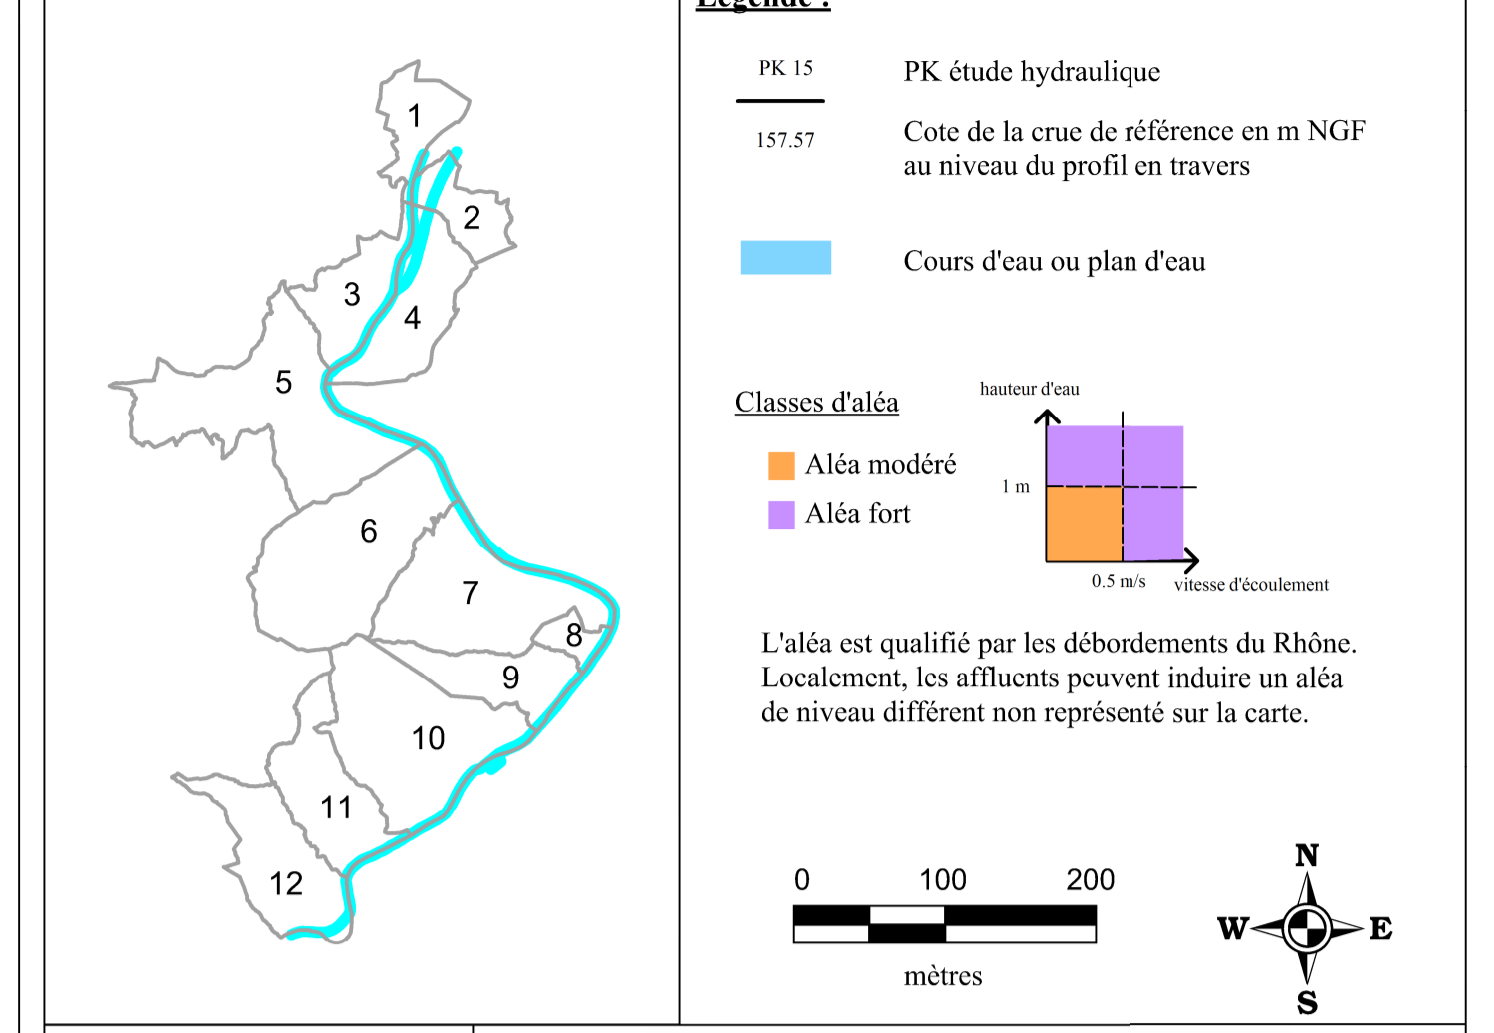 Légende :
PK 15
PK étude hydraulique
157.57
Cote de la crue de référence en m NGF
au niveau du profil en travers
Cours d'eau ou plan d'eau
Classes d'aléa
Aléa modéré
Aléa fort
hauteur d'eau
1 m
0.5 m/s
vitesse d'écoulement
L'aléa est qualifié par les débordements du Rhône.
Localement, les affluents peuvent induire un aléa
de niveau différent non représenté sur la carte.
0 100 200
mètres
N
W E
S
1
2
3
4
5
6
7
8
9
10
11
12